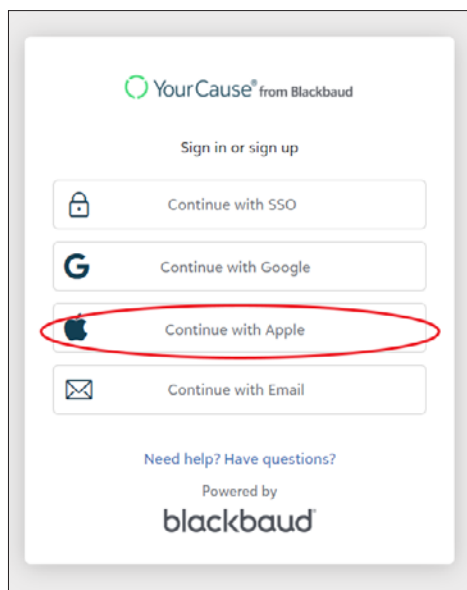 YourCause® from Blackbaud
Sign in or sign up
Continue with SSO
Continue with Google
Continue with Apple
Continue with Email
Need help? Have questions?
Powered by
blackbaud